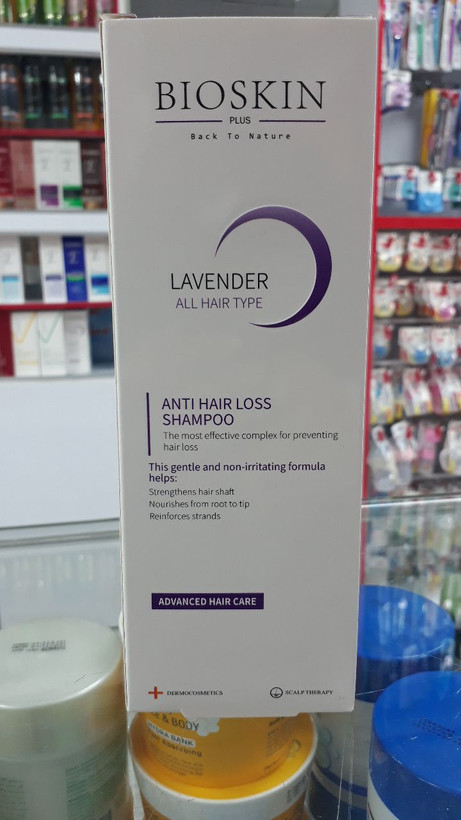 BIOSKIN
PLUS
Back To Nature
LAVENDER
ALL HAIR TYPE
ANTI HAIR LOSS
SHAMPOO
The most effective complex for preventing
hair loss
This gentle and non-irritating formula
helps:
Strengthens hair shaft
Nourishes from root to tip
Reinforces strands
ADVANCED HAIR CARE
DERMOCOSMETICS
SCALP THERAPY
& BODY